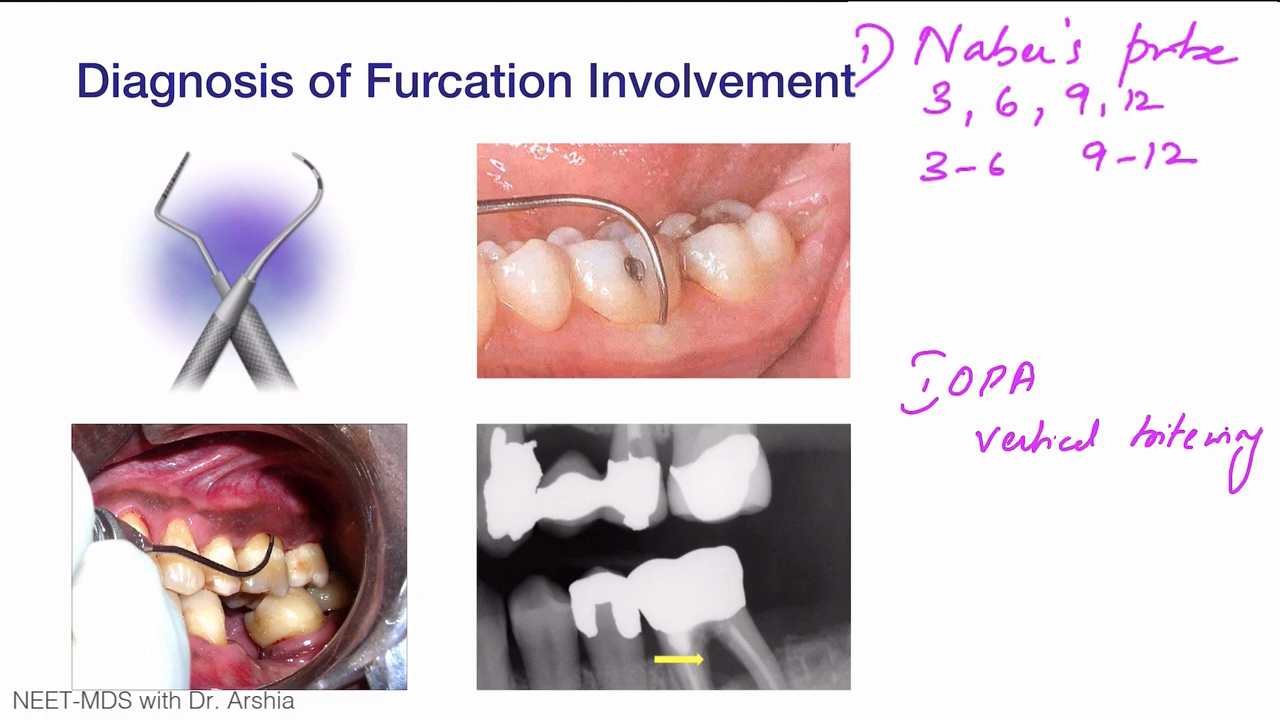 Diagnosis of Furcation Involvement
1) Naber's probe
3, 6, 9, 12
3-6 9-12
IOPA
vertical bitewing
NEET-MDS with Dr. Arshia